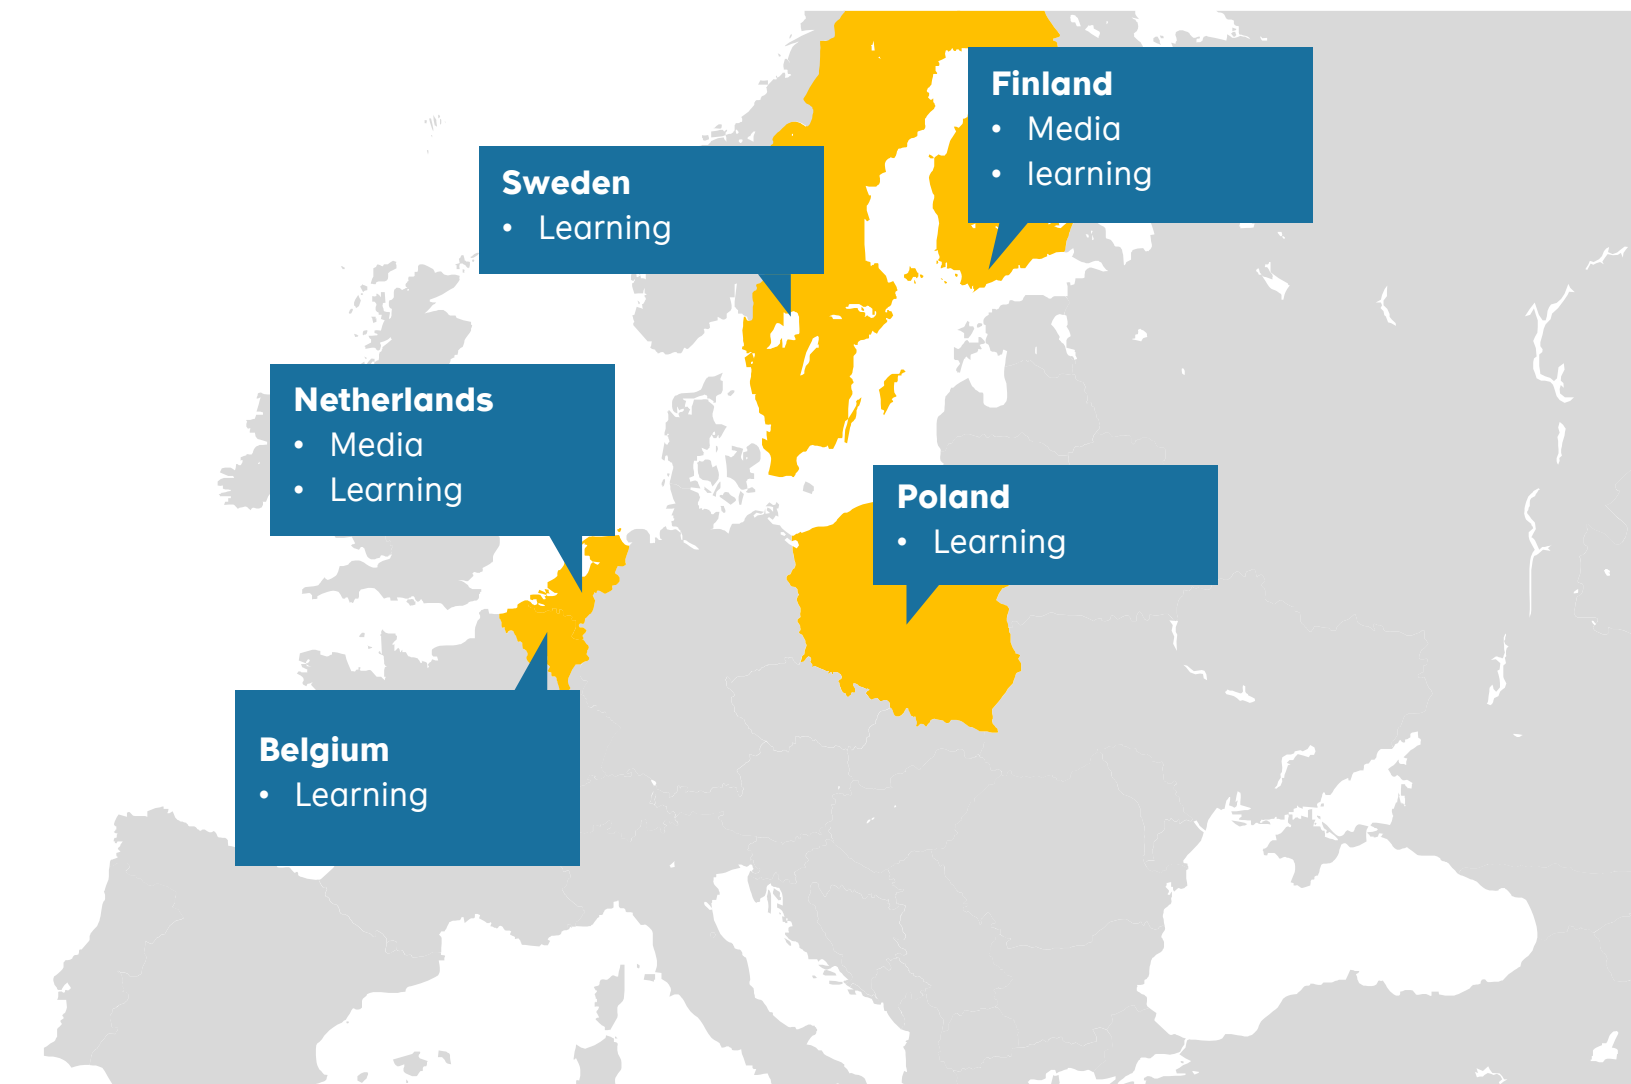 Finland
• Media
• learning
Sweden
• Learning
Netherlands
• Media
• Learning
Poland
• Learning
Belgium
• Learning